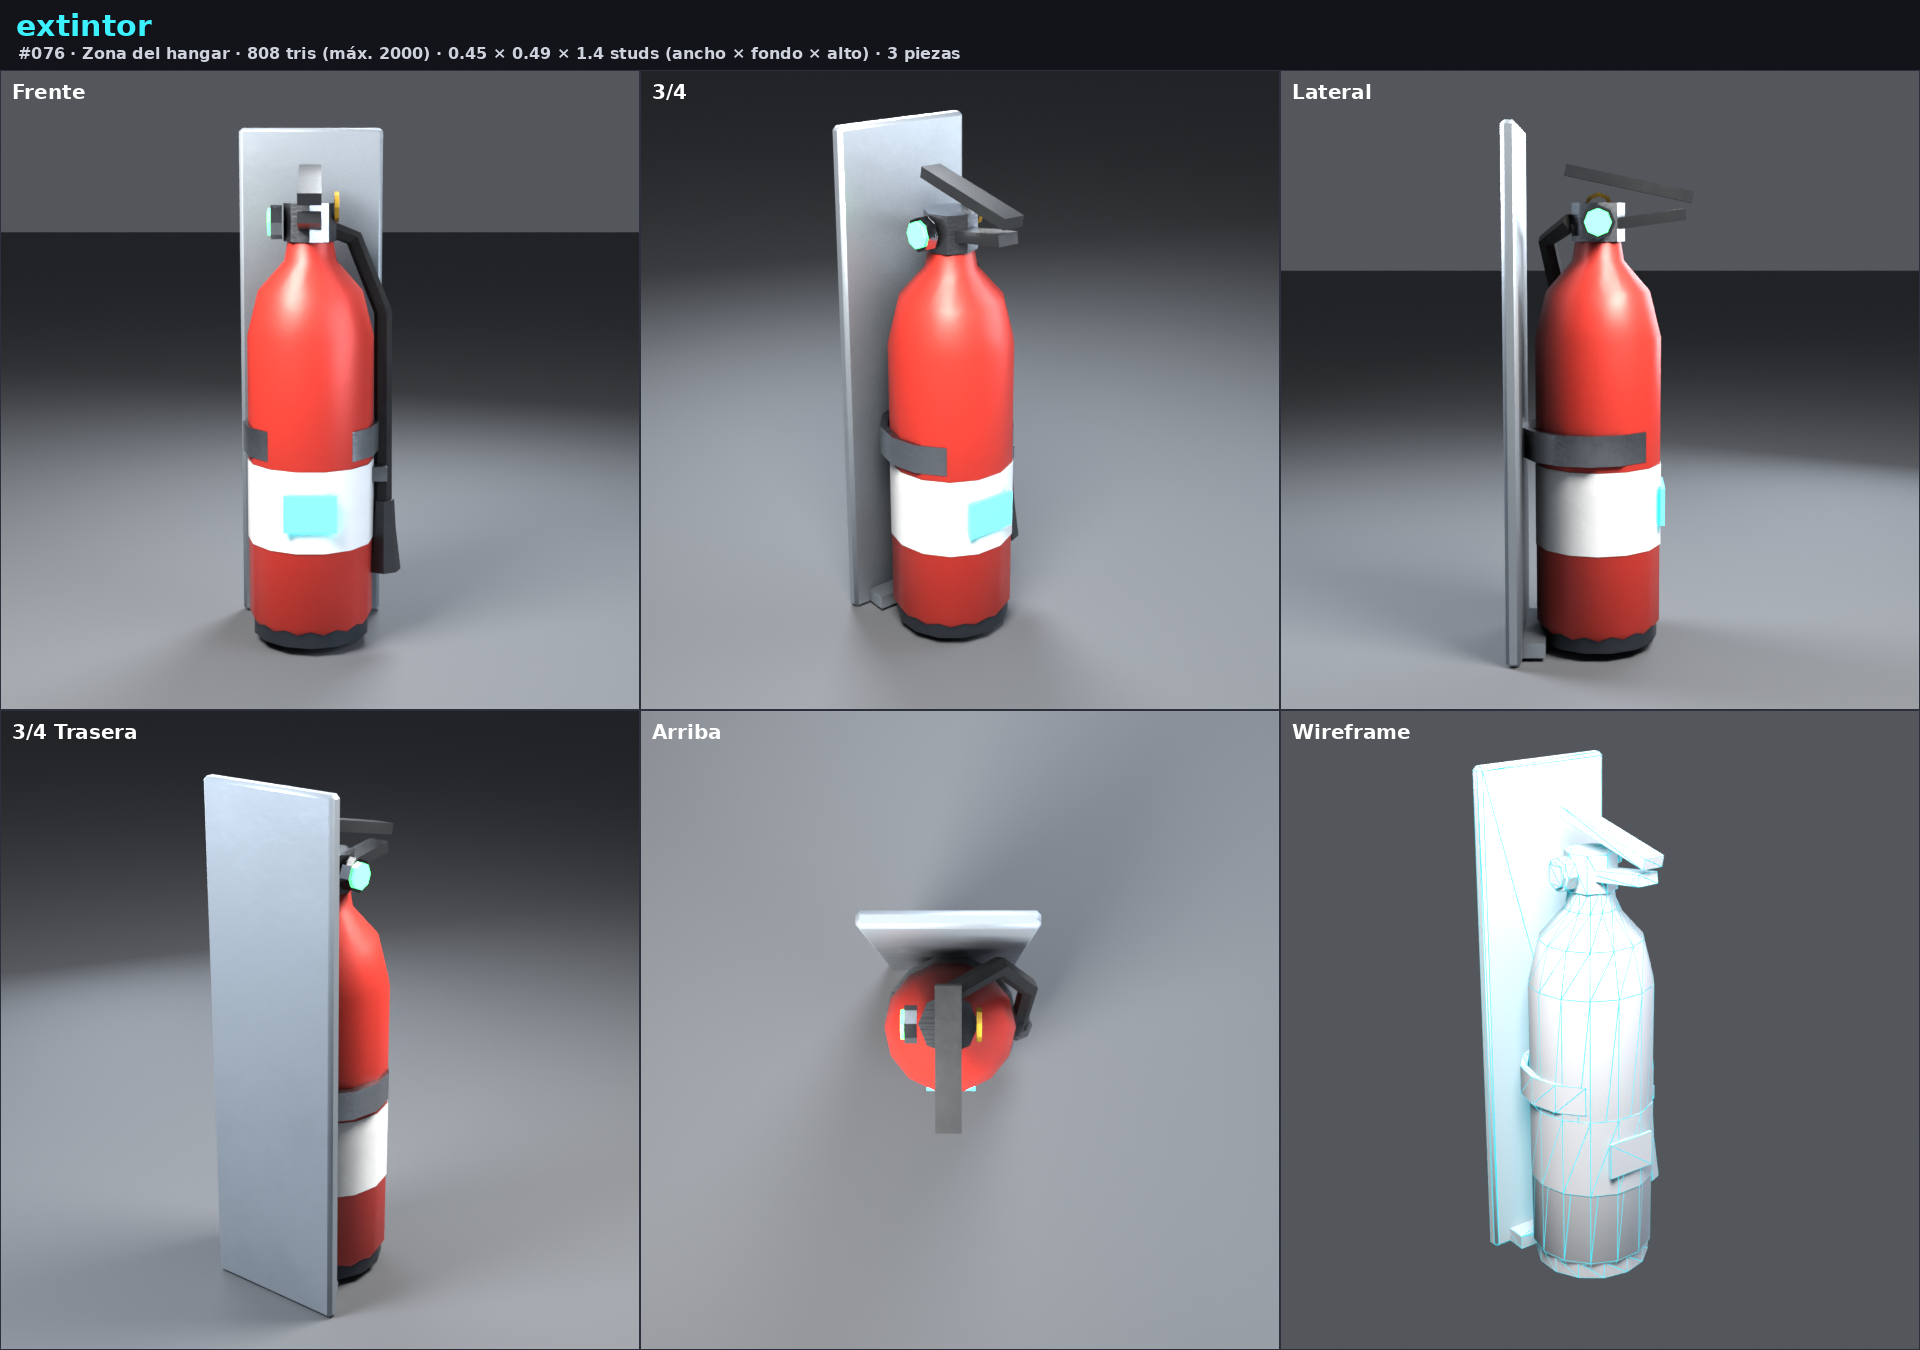 extintor
#076 · Zona del hangar · 808 tris (máx. 2000) · 0.45 × 0.49 × 1.4 studs (ancho × fondo × alto) · 3 piezas
Frente
3/4
Lateral
3/4 Trasera
Arriba
Wireframe